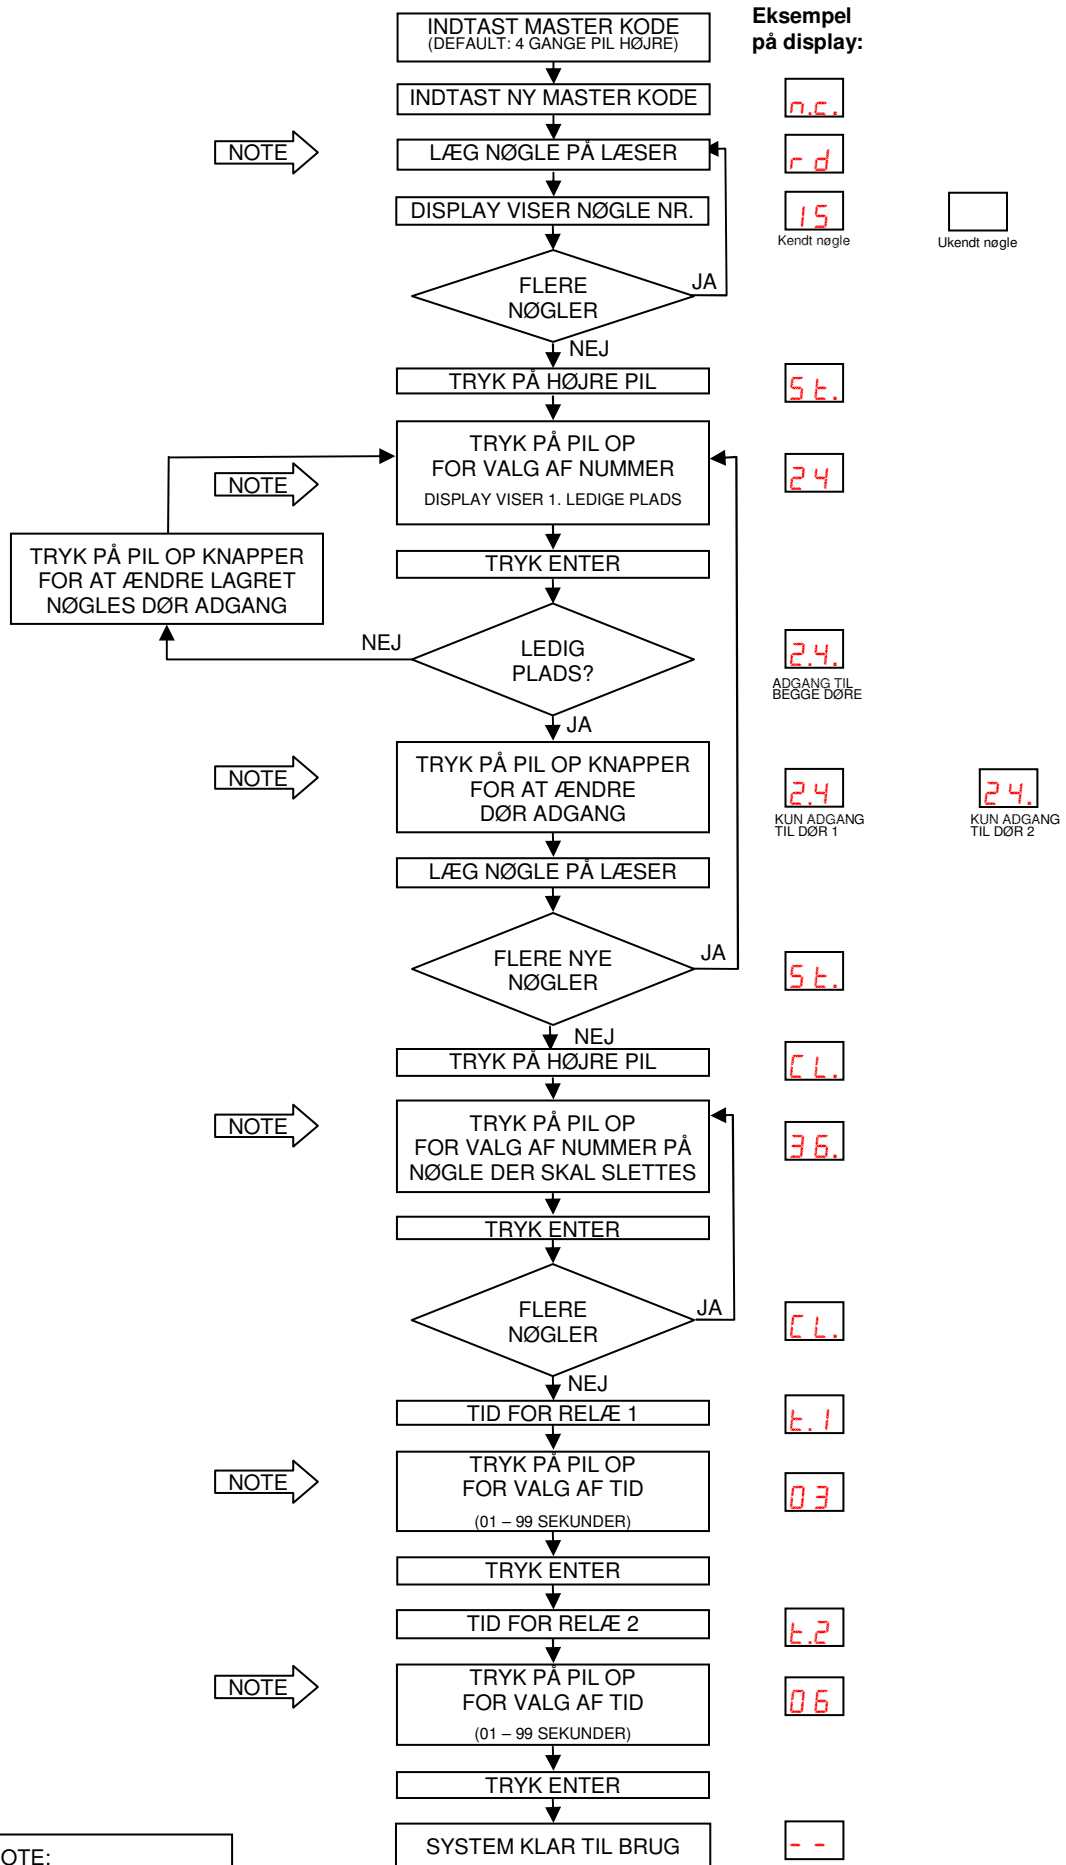 INDTAST MASTER KODE
(DEFAULT: 4 GANGE PIL HØJRE)
Eksempel
på display:
INDTAST NY MASTER KODE
n.c.
NOTE
LÆG NØGLE PÅ LÆSER
rd
DISPLAY VISER NØGLE NR.
15
Kendt nøgle
Ukendt nøgle
FLERE
NØGLER
JA
NEJ
TRYK PÅ HØJRE PIL
St.
TRYK PÅ PIL OP
FOR VALG AF NUMMER
DISPLAY VISER 1. LEDIGE PLADS
NOTE
24
TRYK PÅ PIL OP KNAPPER
FOR AT ÆNDRE LAGRET
NØGLES DØR ADGANG
TRYK ENTER
NEJ
LEDIG
PLADS?
2.4.
ADGANG TIL
BEGGE DØRE
JA
NOTE
TRYK PÅ PIL OP KNAPPER
FOR AT ÆNDRE
DØR ADGANG
2.4
KUN ADGANG
TIL DØR 1
24.
KUN ADGANG
TIL DØR 2
LÆG NØGLE PÅ LÆSER
FLERE NYE
NØGLER
JA
St.
NEJ
TRYK PÅ HØJRE PIL
CL.
NOTE
TRYK PÅ PIL OP
FOR VALG AF NUMMER PÅ
NØGLE DER SKAL SLETTES
36.
TRYK ENTER
FLERE
NØGLER
JA
CL.
NEJ
TID FOR RELÆ 1
t.1
NOTE
TRYK PÅ PIL OP
FOR VALG AF TID
(01 – 99 SEKUNDER)
03
TRYK ENTER
TID FOR RELÆ 2
t.2
NOTE
TRYK PÅ PIL OP
FOR VALG AF TID
(01 – 99 SEKUNDER)
06
TRYK ENTER
SYSTEM KLAR TIL BRUG
- -
OTE: